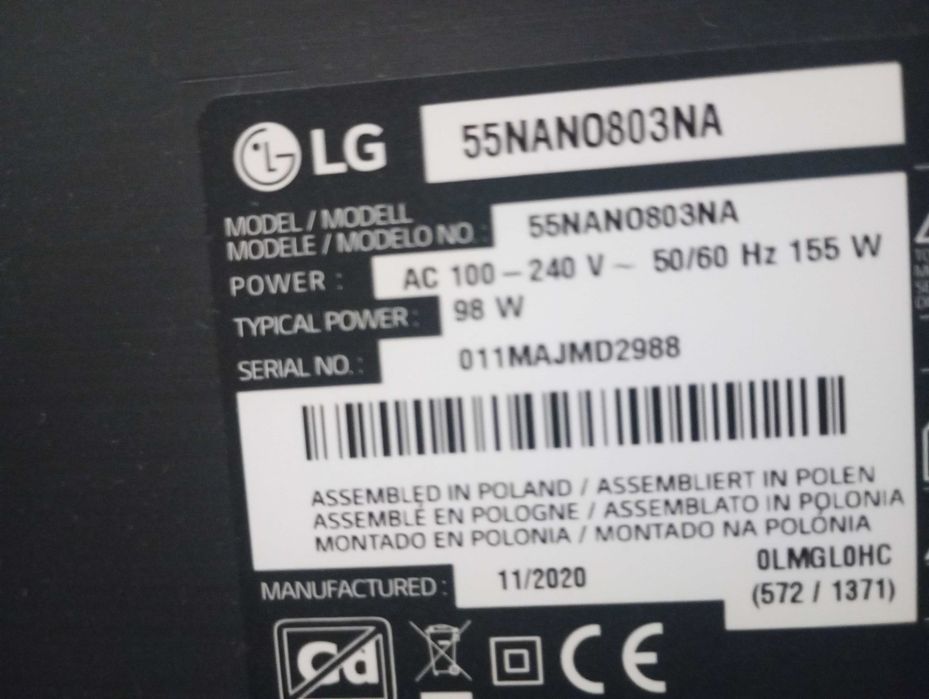 LG 55NANO803NA
MODEL / MODELL
MODELE / MODELO NO. : 55NANO803NA
POWER : AC 100 – 240 V ~ 50/60 Hz 155 W
TYPICAL POWER : 98 W
SERIAL NO. : 011MAJMD2988
ASSEMBLED IN POLAND / ASSEMBLIERT IN POLEN
ASSEMBLÉ EN POLOGNE / ASSEMBLATO IN POLONIA
MONTADO EN POLONIA / MONTADO NA POLÓNIA
0LMGL0HC
MANUFACTURED : 11/2020 (572 / 1371)
Cd CE